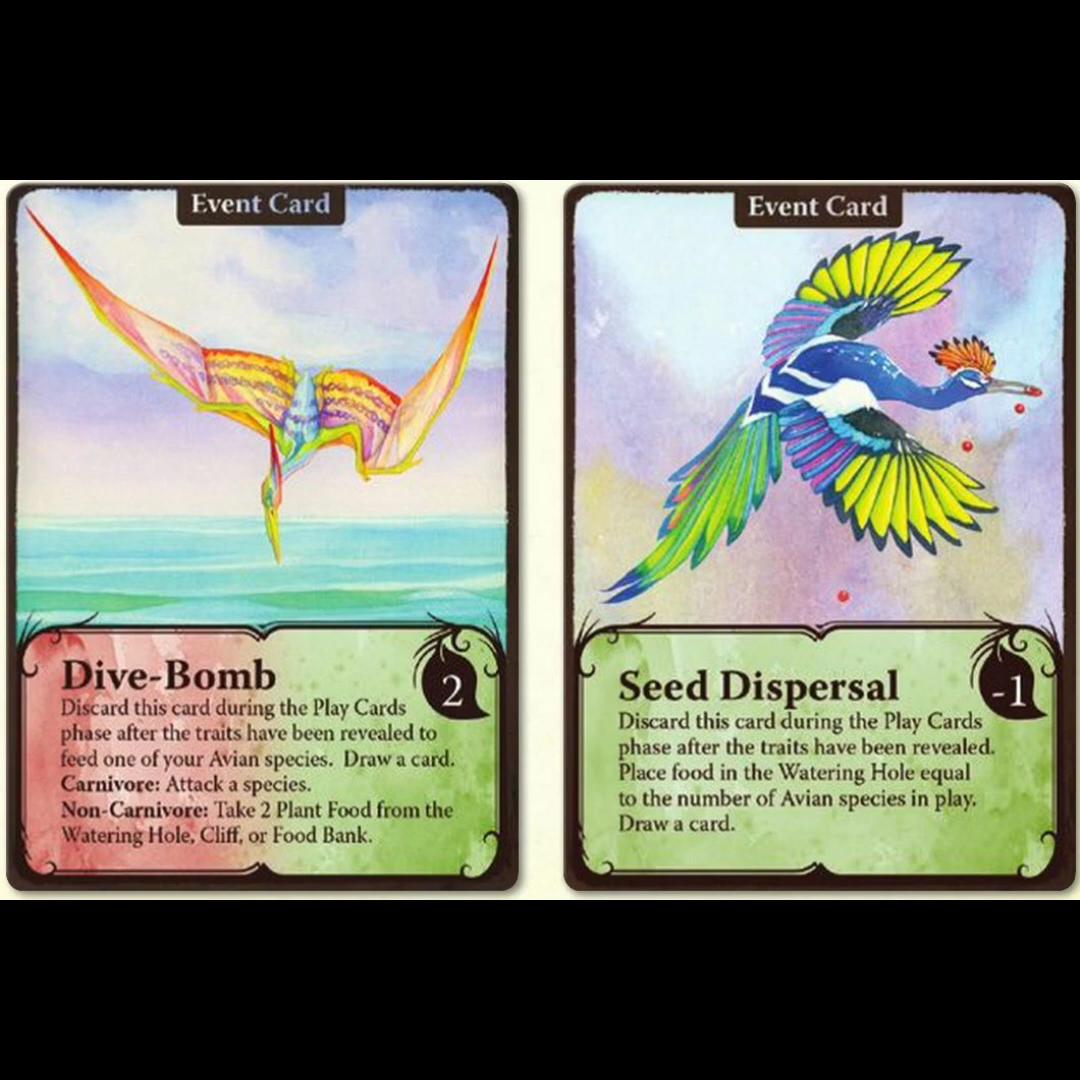 Event Card
Dive-Bomb
2
Discard this card during the Play Cards
phase after the traits have been revealed to
feed one of your Avian species. Draw a card.
Carnivore: Attack a species.
Non-Carnivore: Take 2 Plant Food from the
Watering Hole, Cliff, or Food Bank.
Event Card
Seed Dispersal
-1
Discard this card during the Play Cards
phase after the traits have been revealed.
Place food in the Watering Hole equal
to the number of Avian species in play.
Draw a card.